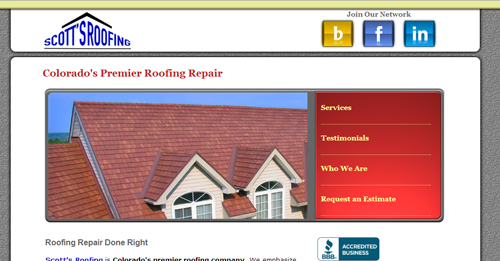 SCOTT'S ROOFING
Join Our Network
b f in
Colorado's Premier Roofing Repair
Services
Testimonials
Who We Are
Request an Estimate
Roofing Repair Done Right
Scott's Roofing is Colorado's premier roofing company. We emphasize
BBB
ACCREDITED
BUSINESS